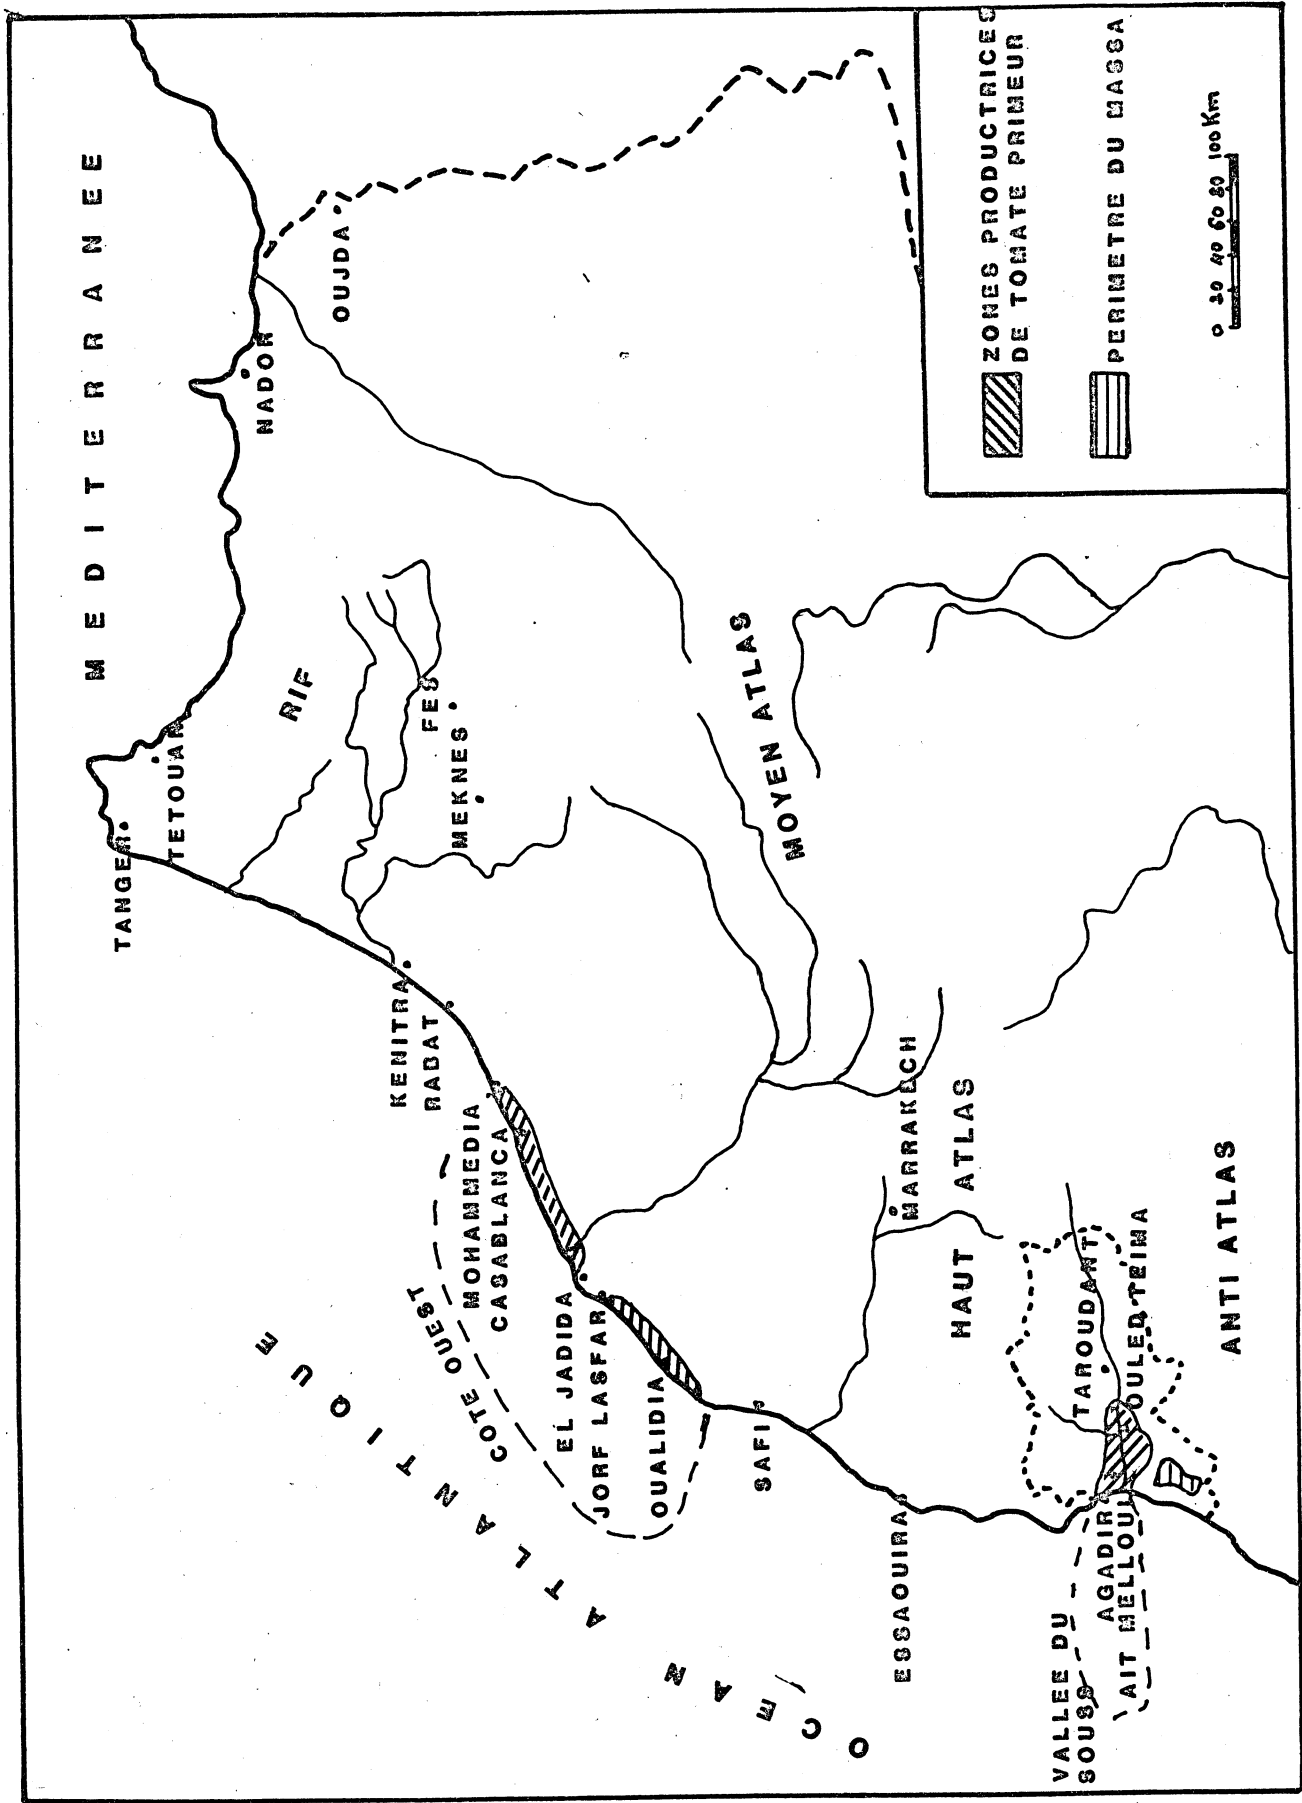 MEDITERRANEE
OCEAN ATLANTIQUE
TANGER
TETOUAN
NADOR
OUJDA
RIF
FES
MEKNES
KENITRA
RABAT
MOHAMMEDIA
CASABLANCA
COTE OUEST
EL JADIDA
JORF LASFAR
OUALIDIA
SAFI
MOYEN ATLAS
MARRAKECH
HAUT ATLAS
ESSAOUIRA
TAROUDANT
OULED TEIMA
VALLEE DU
SOUSS
AGADIR
AIT MELLOUL
ANTI ATLAS
ZONES PRODUCTRICES
DE TOMATE PRIMEUR
PERIMETRE DU MASSA
0 20 40 60 80 100 Km